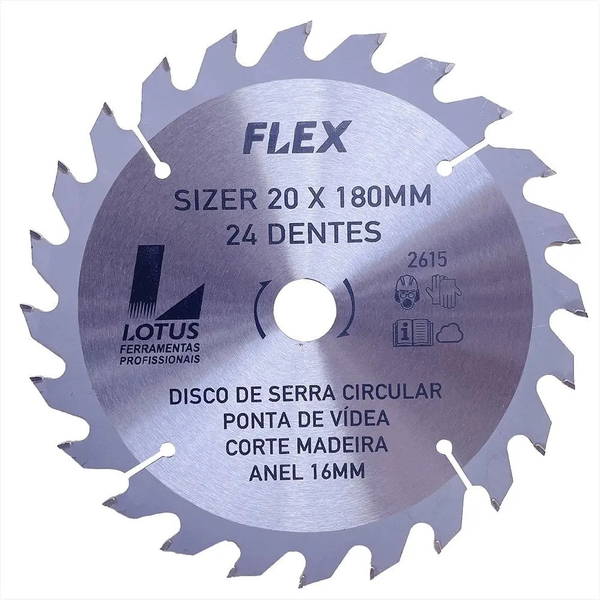 FLEX
SIZER 20 X 180MM
24 DENTES
2615
LOTUS
FERRAMENTAS
PROFISSIONAIS
DISCO DE SERRA CIRCULAR
PONTA DE VÍDEA
CORTE MADEIRA
ANEL 16MM